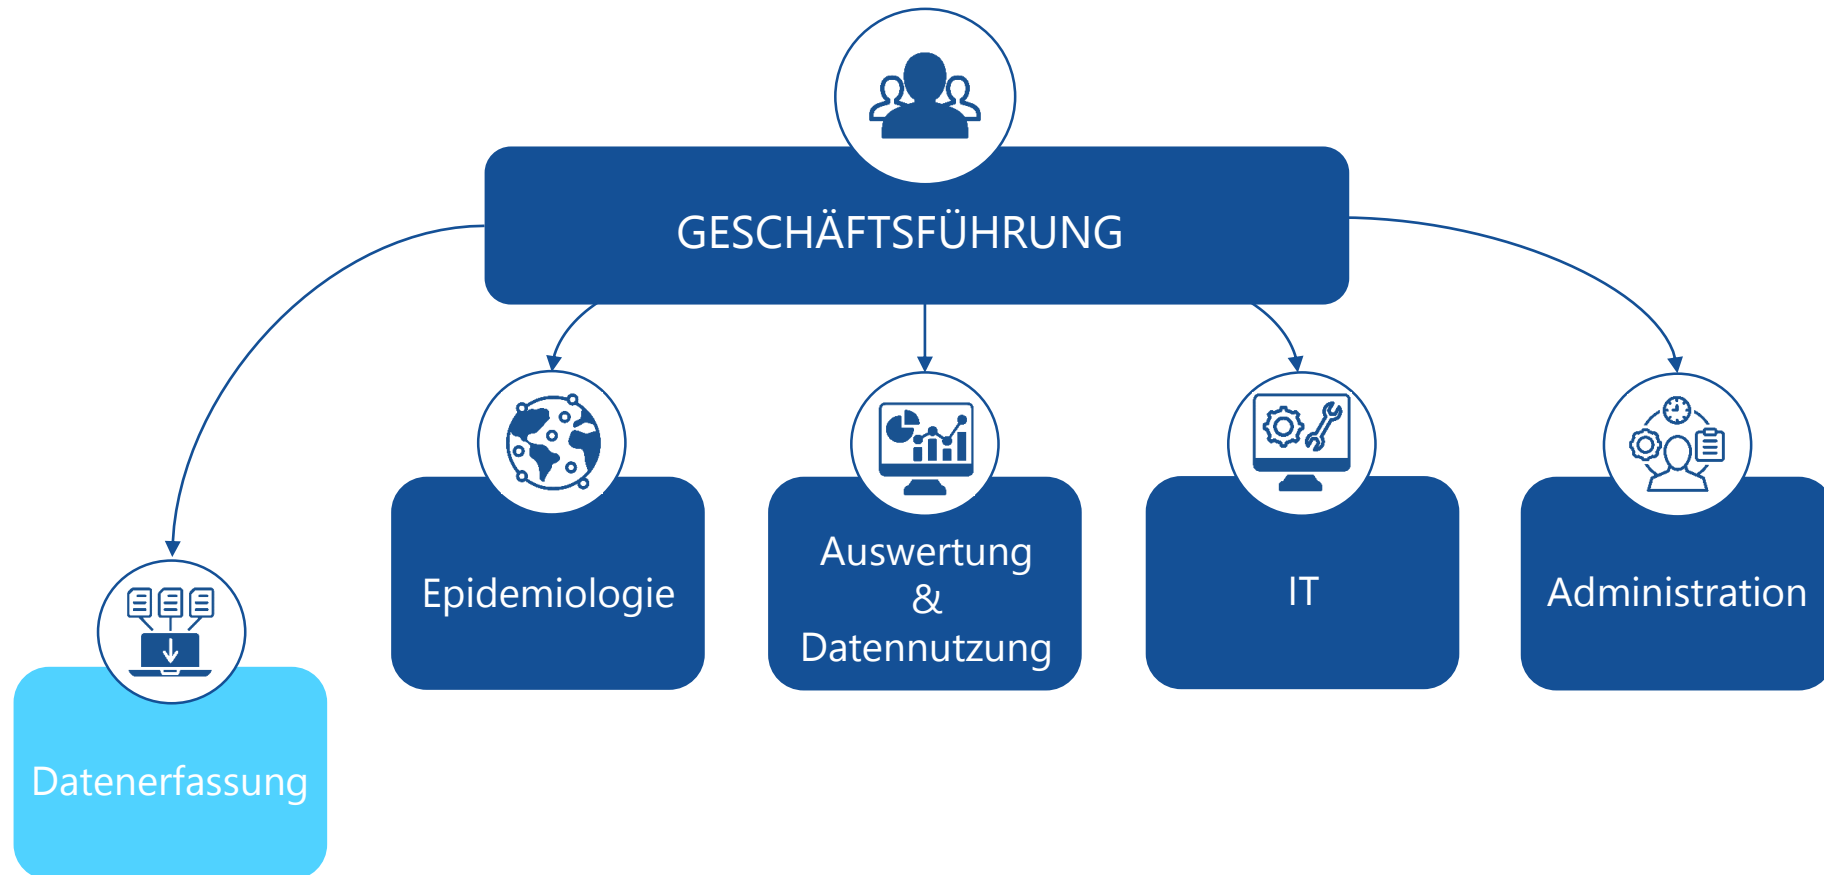 GESCHÄFTSFÜHRUNG
Epidemiologie
Auswertung
&
Datennutzung
IT
Administration
Datenerfassung